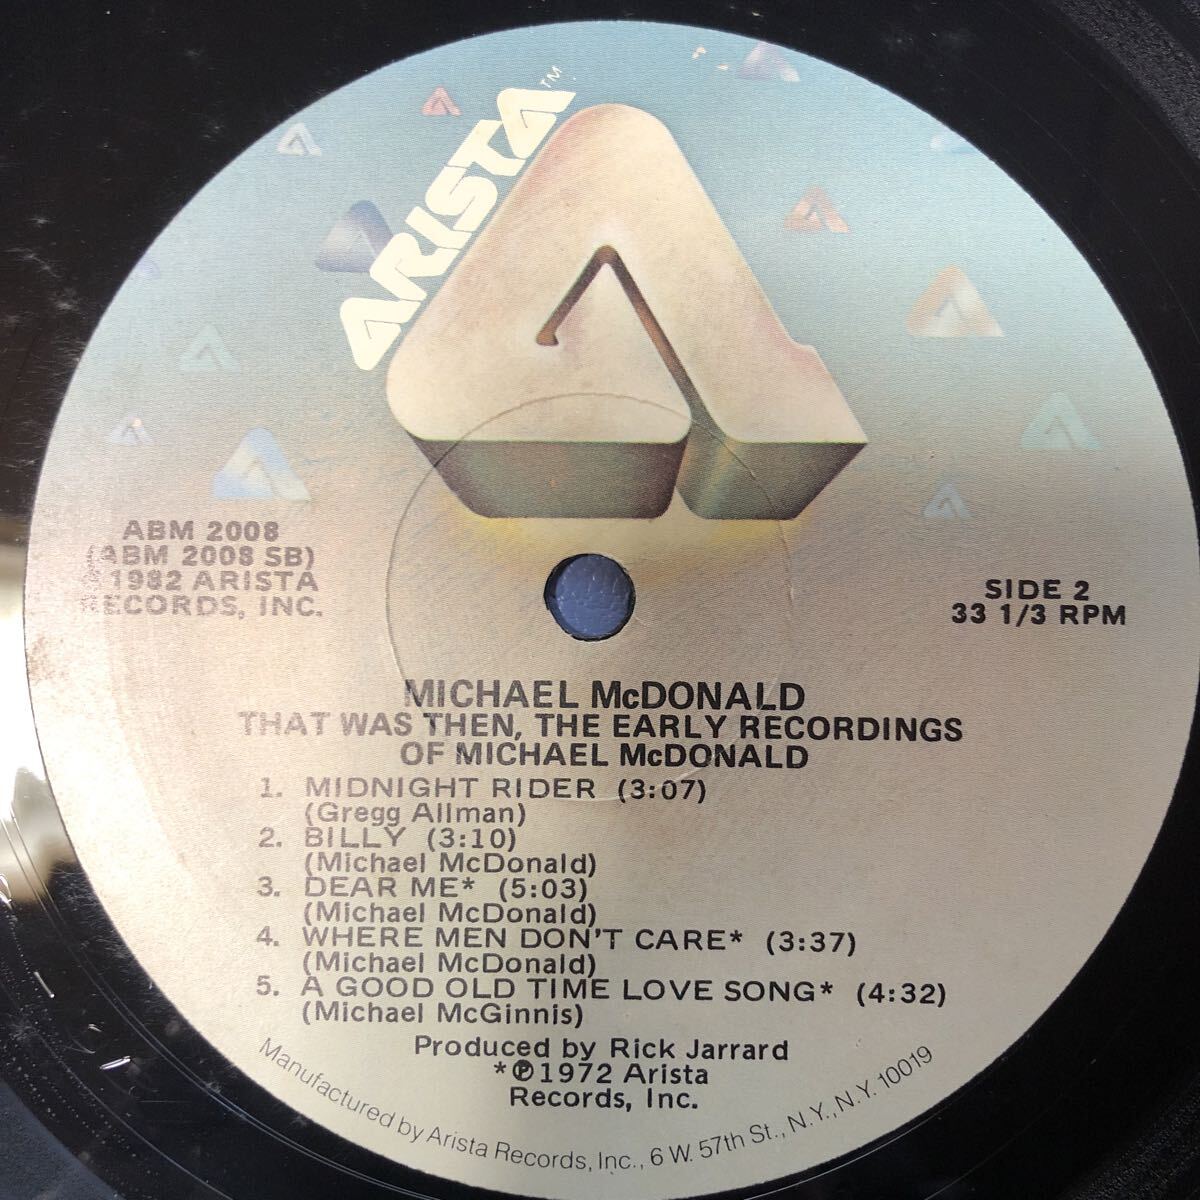 ARISTA™
ABM 2008
(ABM 2008 SB)
1982 ARISTA
RECORDS, INC.
SIDE 2
33 1/3 RPM
MICHAEL McDONALD
THAT WAS THEN, THE EARLY RECORDINGS
OF MICHAEL McDONALD
1. MIDNIGHT RIDER (3:07)
(Gregg Allman)
2. BILLY (3:10)
(Michael McDonald)
3. DEAR ME* (5:03)
(Michael McDonald)
4. WHERE MEN DON'T CARE* (3:37)
(Michael McDonald)
5. A GOOD OLD TIME LOVE SONG* (4:32)
(Michael McGinnis)
Produced by Rick Jarrard
*℗1972 Arista
Records, Inc.
Manufactured by Arista Records, Inc., 6 W. 57th St., N.Y., N.Y. 10019